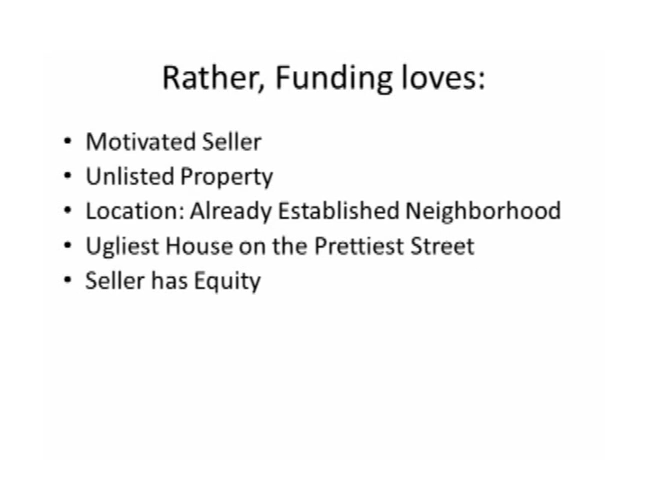 Rather, Funding loves:
• Motivated Seller
• Unlisted Property
• Location: Already Established Neighborhood
• Ugliest House on the Prettiest Street
• Seller has Equity